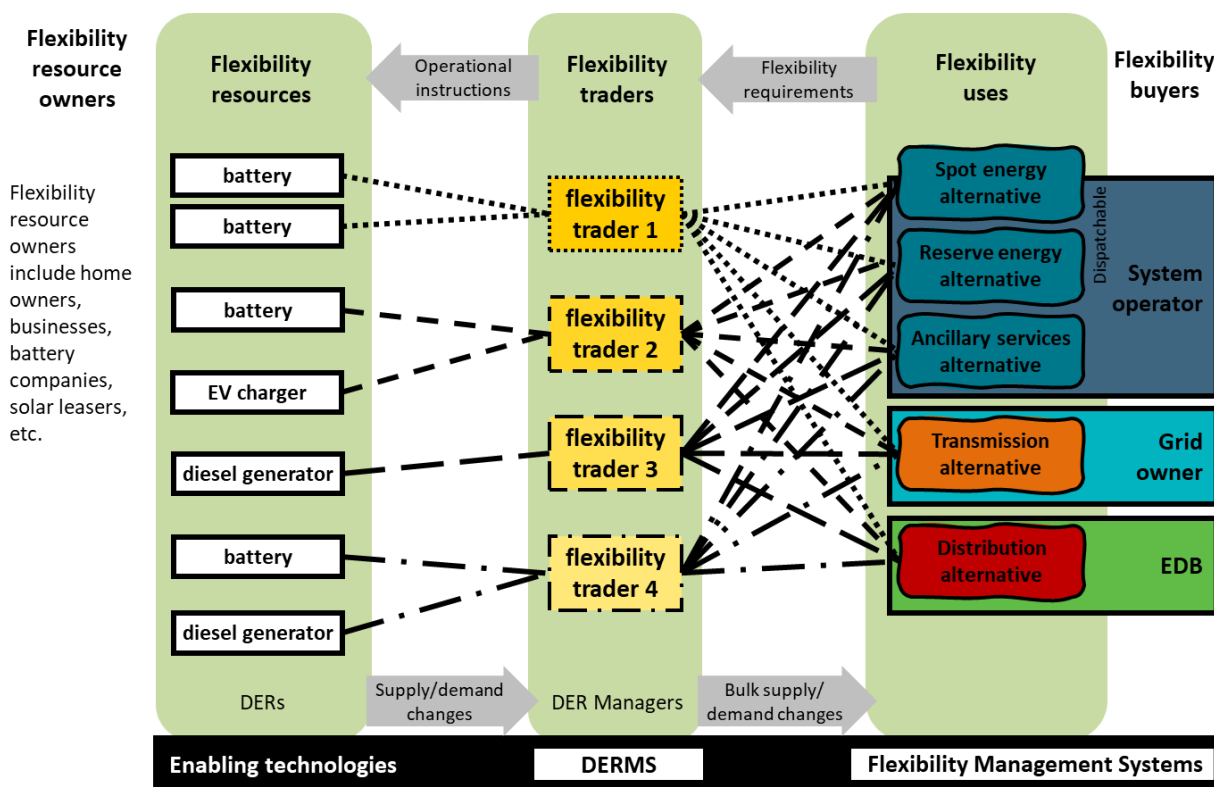 Flexibility
resource
owners
Flexibility
resource
owners
include home
owners,
businesses,
battery
companies,
solar leasers,
etc.
Flexibility
resources
battery
battery
battery
EV charger
diesel generator
battery
diesel generator
DERs
Operational
instructions
Supply/demand
changes
Flexibility
traders
flexibility
trader 1
flexibility
trader 2
flexibility
trader 3
flexibility
trader 4
DER Managers
Flexibility
requirements
Bulk supply/
demand changes
Flexibility
uses
Spot energy
alternative
Reserve energy
alternative
Ancillary services
alternative
Dispatchable
Transmission
alternative
Distribution
alternative
Flexibility
buyers
System
operator
Grid
owner
EDB
Enabling technologies
DERMS
Flexibility Management Systems